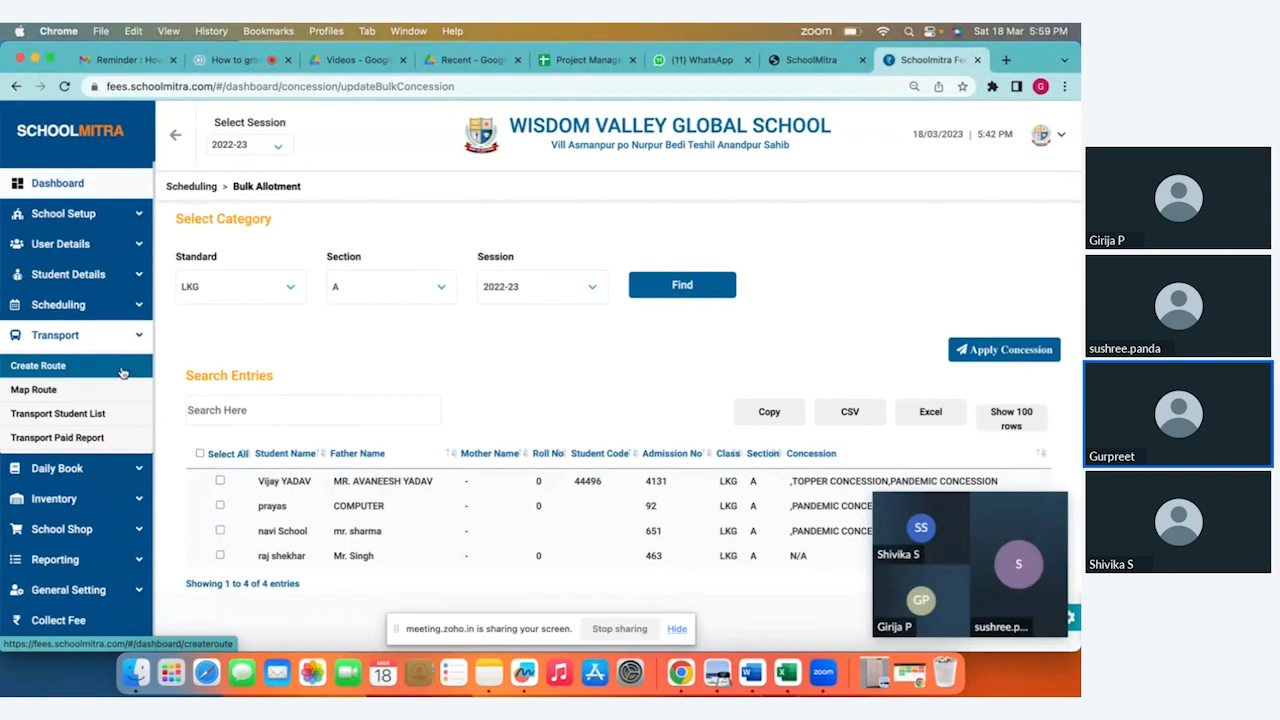 Chrome File Edit View History Bookmarks Profiles Tab Window Help zoom Sat 18 Mar 5:59 PM
Reminder : How Videos - Googl Recent - Goog Project Manage (11) WhatsApp SchoolMitra Schoolmitra Fe
fees.schoolmitra.com/#/dashboard/concession/updateBulkConcession G
SCHOOLMITRA
Select Session
2022-23
WISDOM VALLEY GLOBAL SCHOOL
Vill Asmanpur po Nurpur Bedi Teshil Anandpur Sahib
18/03/2023 | 5:42 PM
Dashboard
School Setup
User Details
Student Details
Scheduling
Transport
Create Route
Map Route
Transport Student List
Transport Paid Report
Daily Book
Inventory
School Shop
Reporting
General Setting
Collect Fee
https://fees.schoolmitra.com/#/dashboard/createroute
Scheduling > Bulk Allotment
Select Category
Standard Section Session
LKG A 2022-23 Find
Apply Concession
Search Entries
Search Here
Copy CSV Excel Show 100 rows
Select All Student Name Father Name Mother Name Roll No Student Code Admission No Class Section Concession
Vijay YADAV MR. AVANEESH YADAV - 0 44496 4131 LKG A ,TOPPER CONCESSION,PANDEMIC CONCESSION
prayas COMPUTER - 0 92 LKG A ,PANDEMIC CONCE
navi School mr. sharma - 651 LKG A ,PANDEMIC CONCE
raj shekhar Mr. Singh - 0 463 LKG A N/A
Showing 1 to 4 of 4 entries
meeting.zoho.in is sharing your screen. Stop sharing Hide
SS
Shivika S
GP
Girija P
S
sushree.p...
MAR
18
zoom
Girija P
sushree.panda
Gurpreet
Shivika S